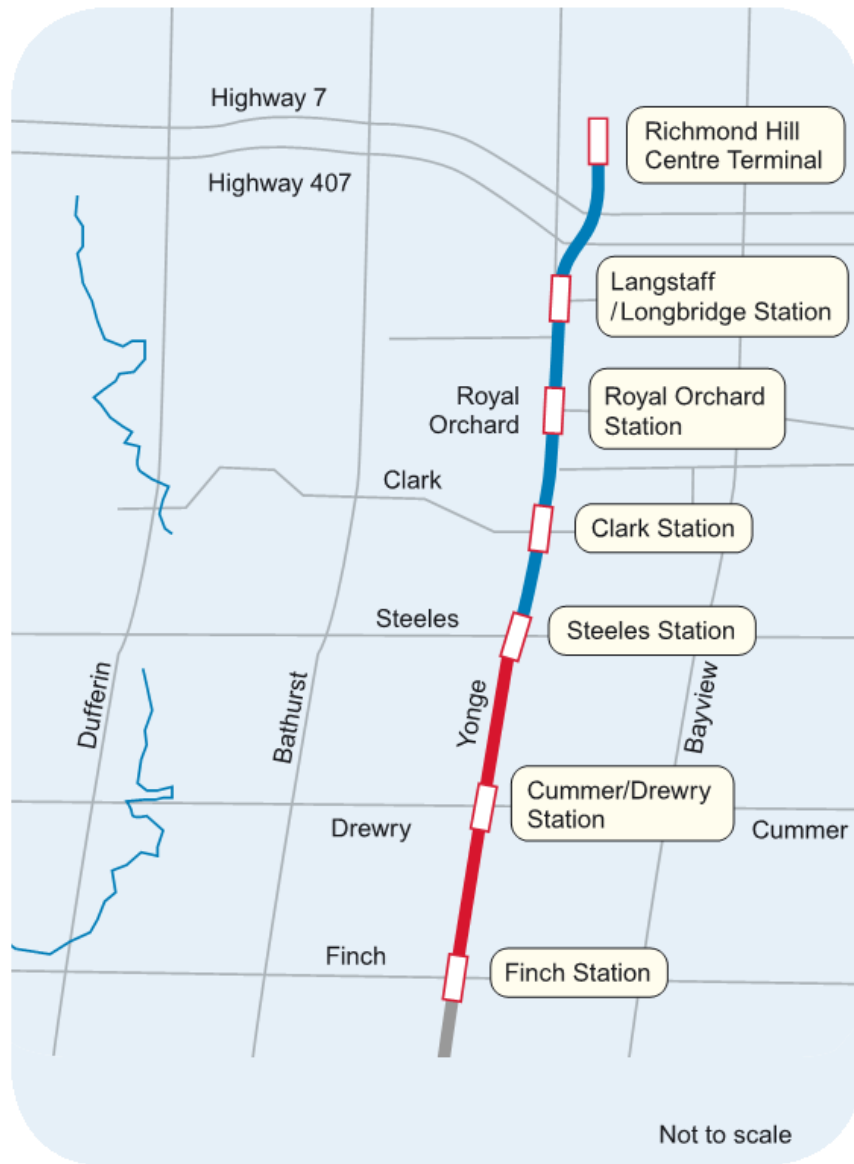 Highway 7
Richmond Hill
Centre Terminal
Highway 407
Langstaff
/Longbridge Station
Royal
Orchard
Royal Orchard
Station
Clark
Clark Station
Steeles
Steeles Station
Dufferin
Bathurst
Yonge
Bayview
Cummer/Drewry
Station
Drewry
Cummer
Finch
Finch Station
Not to scale